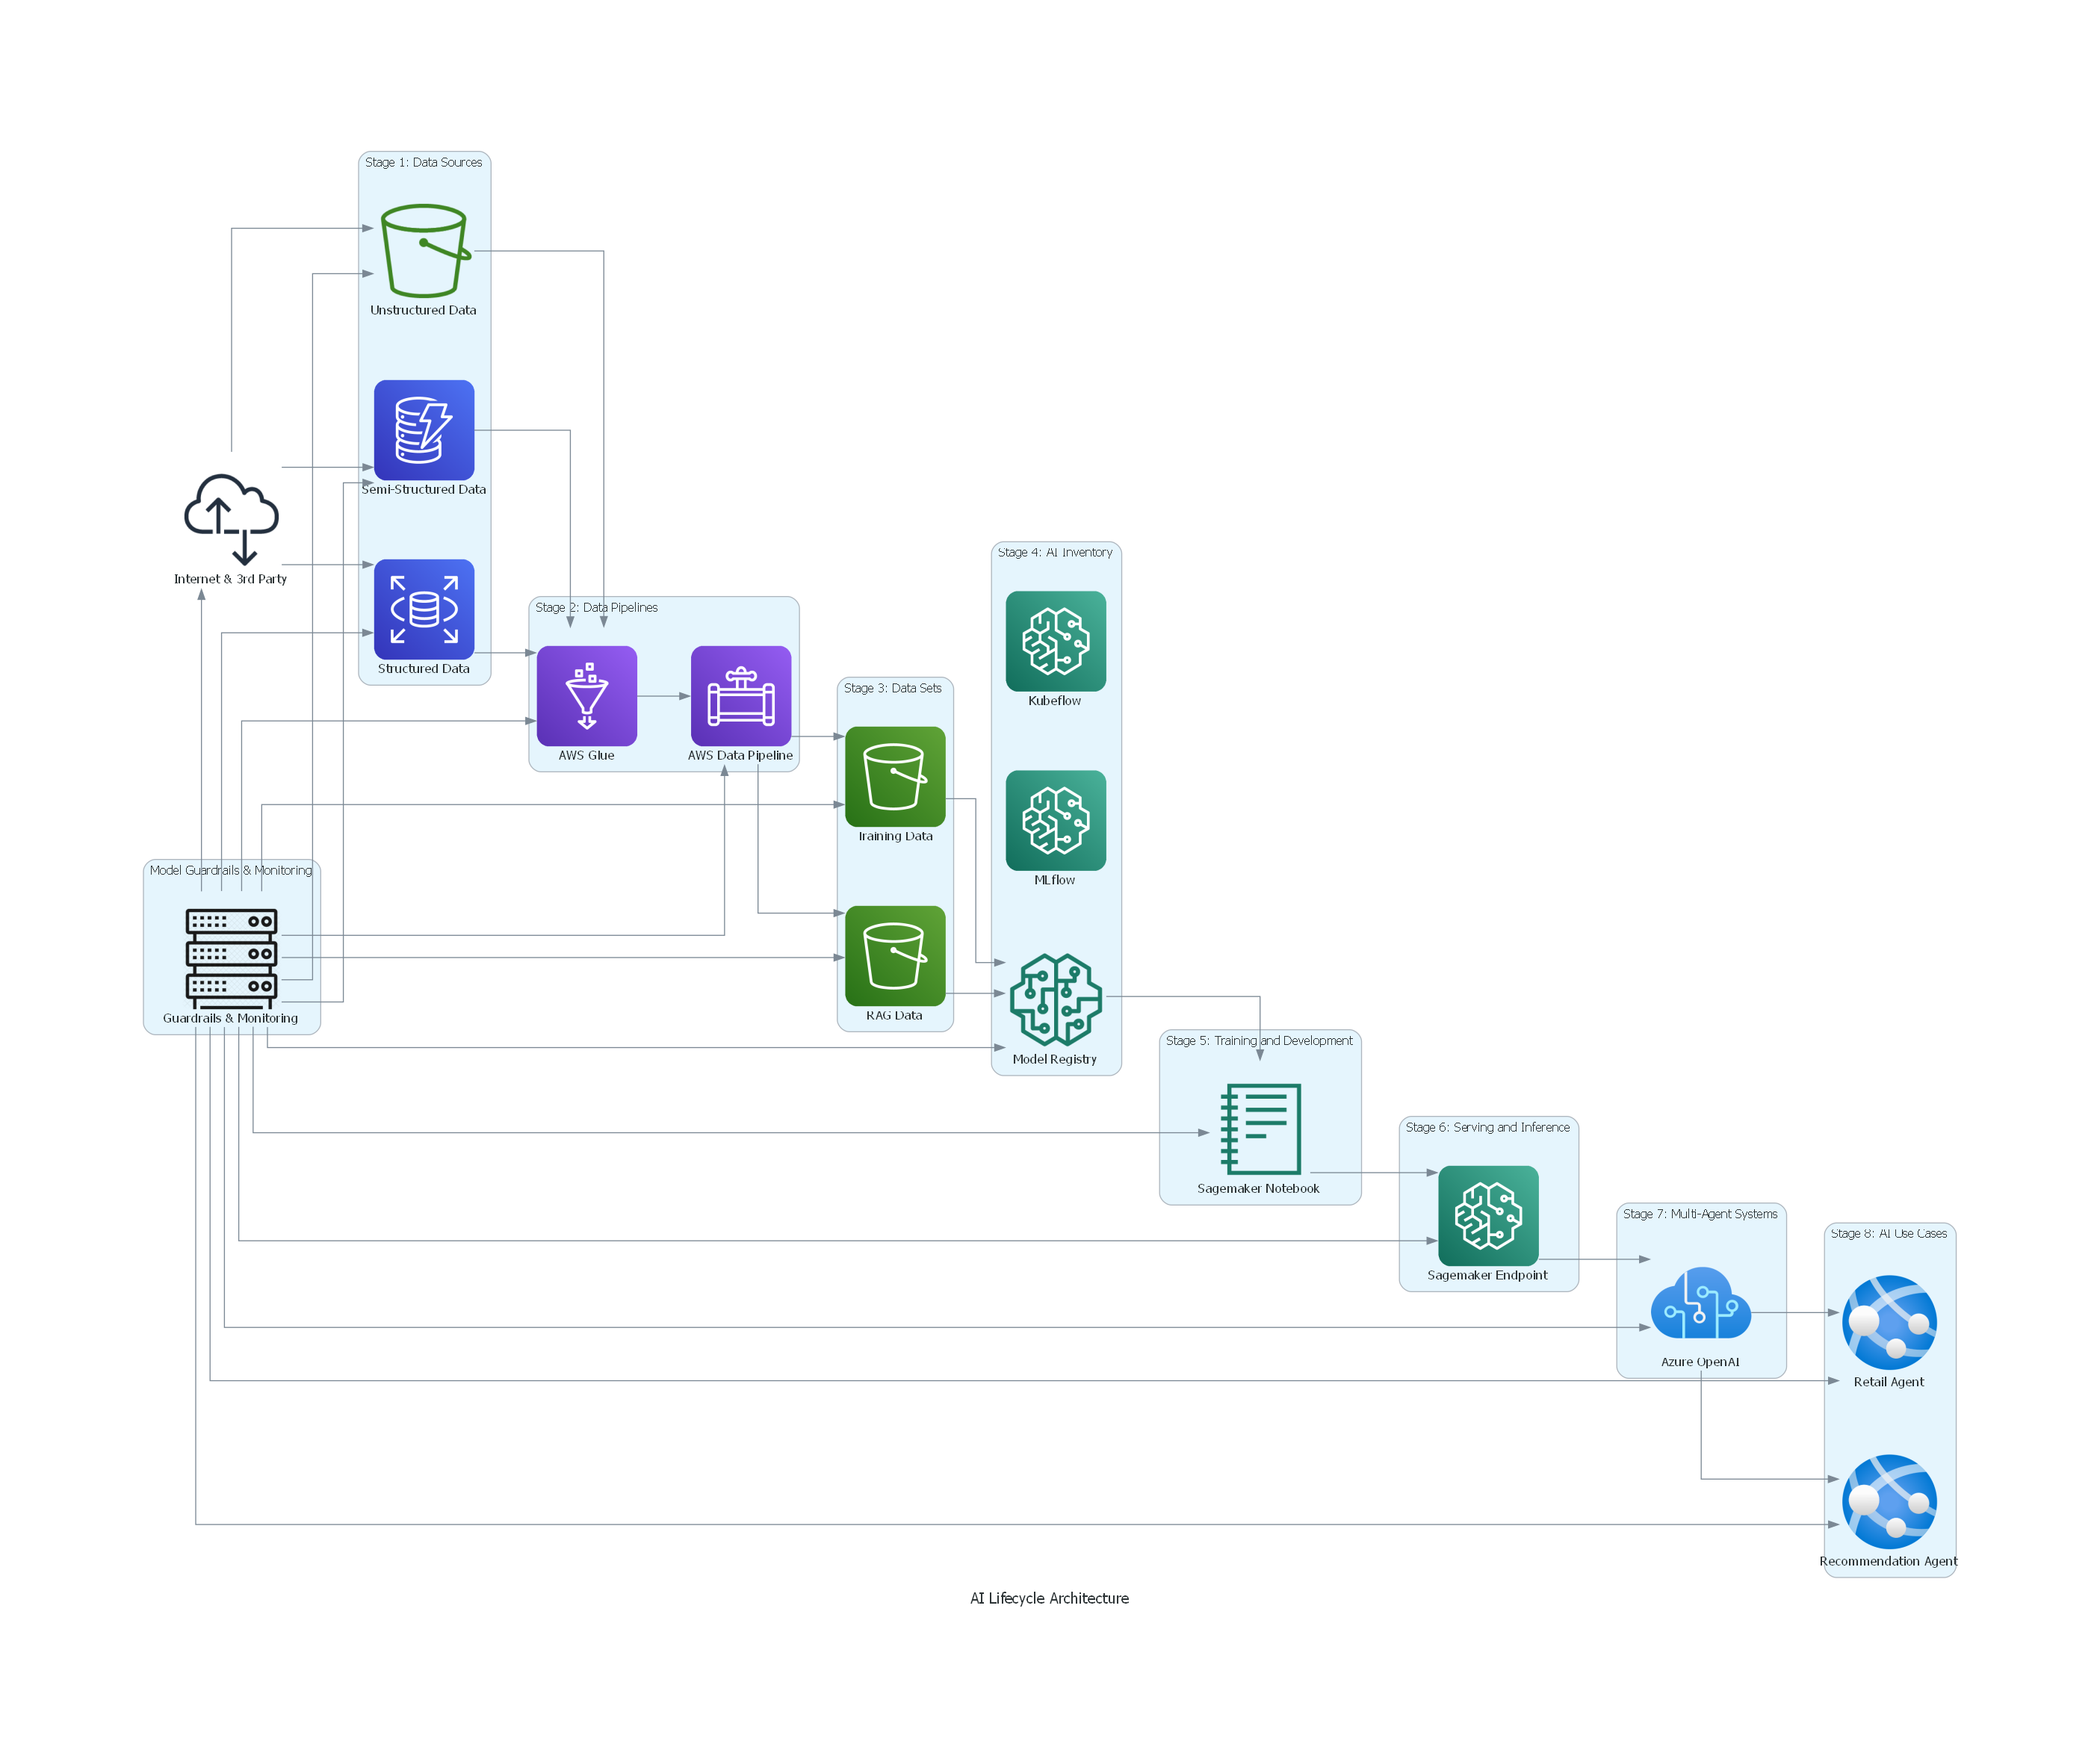 Stage 1: Data Sources
Unstructured Data
Semi-Structured Data
Internet & 3rd Party
Structured Data
Stage 2: Data Pipelines
AWS Glue
AWS Data Pipeline
Stage 3: Data Sets
Training Data
RAG Data
Stage 4: AI Inventory
Kubeflow
MLflow
Model Registry
Model Guardrails & Monitoring
Guardrails & Monitoring
Stage 5: Training and Development
Sagemaker Notebook
Stage 6: Serving and Inference
Sagemaker Endpoint
Stage 7: Multi-Agent Systems
Azure OpenAI
Stage 8: AI Use Cases
Retail Agent
Recommendation Agent
AI Lifecycle Architecture